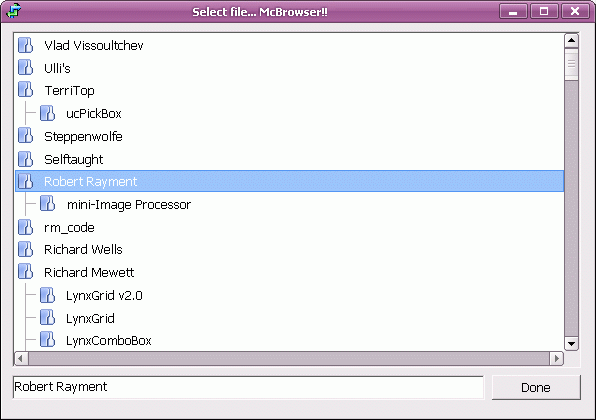 Select file... McBrowser!!
Vlad Vissoultchev
Ulli's
TerriTop
ucPickBox
Steppenwolfe
Selftaught
Robert Rayment
mini-Image Processor
rm_code
Richard Wells
Richard Mewett
LynxGrid v2.0
LynxGrid
LynxComboBox
Robert Rayment
Done